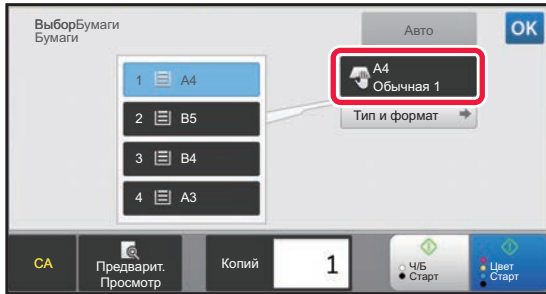 ВыборБумаги
Бумаги
Авто
OK
1 A4
2 B5
3 B4
4 A3
A4
Обычная 1
Тип и формат
CA
Предварит.
Просмотр
Копий
1
Ч/Б
Старт
Цвет
Старт